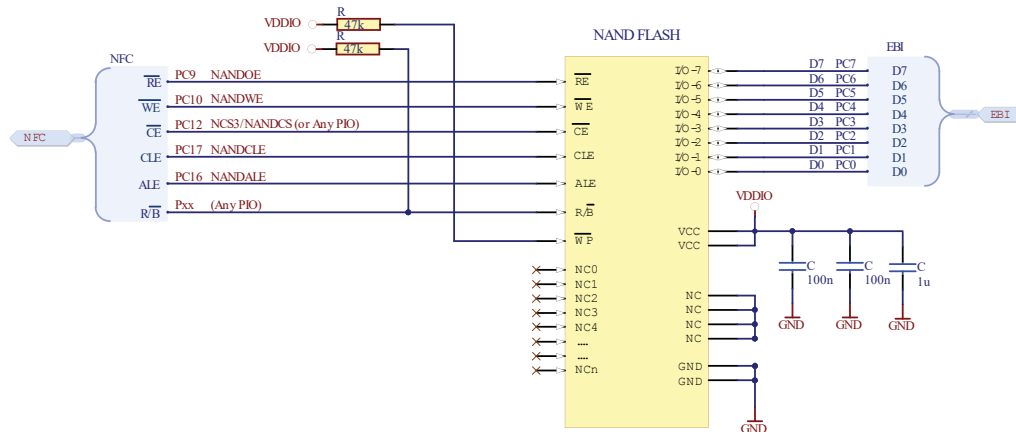 R
VDDIO 47k
R
VDDIO 47k
NFC
NFC
RE PC9 NANDOE
WE PC10 NANDWE
CE PC12 NCS3/NANDCS (or Any PIO)
CLE PC17 NANDCLE
ALE PC16 NANDALE
R/B Pxx (Any PIO)
NAND FLASH
RE
WE
CE
CLE
ALE
R/B
WP
NC0
NC1
NC2
NC3
NC4
....
....
NCn
I/O-7
I/O-6
I/O-5
I/O-4
I/O-3
I/O-2
I/O-1
I/O-0
VCC
VCC
NC
NC
NC
NC
GND
GND
EBI
D7 PC7 D7
D6 PC6 D6
D5 PC5 D5
D4 PC4 D4
D3 PC3 D3
D2 PC2 D2
D1 PC1 D1
D0 PC0 D0
EBI
VDDIO
C
100n
C
100n
C
1u
GND
GND
GND
GND